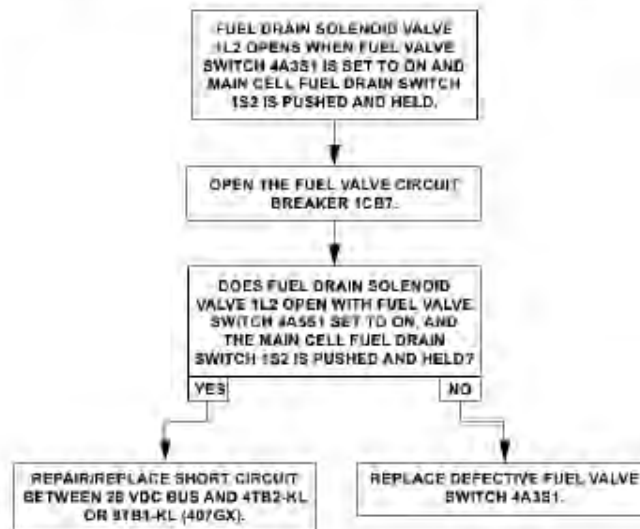 FUEL DRAIN SOLENOID VALVE
1L2 OPENS WHEN FUEL VALVE
SWITCH 4A3S1 IS SET TO ON AND
MAIN CELL FUEL DRAIN SWITCH
1S2 IS PUSHED AND HELD.
OPEN THE FUEL VALVE CIRCUIT
BREAKER 1CB7.
DOES FUEL DRAIN SOLENOID
VALVE 1L2 OPEN WITH FUEL VALVE
SWITCH 4A5S1 SET TO ON, AND
THE MAIN CELL FUEL DRAIN
SWITCH 1S2 IS PUSHED AND HELD?
YES
NO
REPAIR/REPLACE SHORT CIRCUIT
BETWEEN 28 VDC BUS AND 4TB2-KL
OR 8TB1-KL (407GX).
REPLACE DEFECTIVE FUEL VALVE
SWITCH 4A3S1.